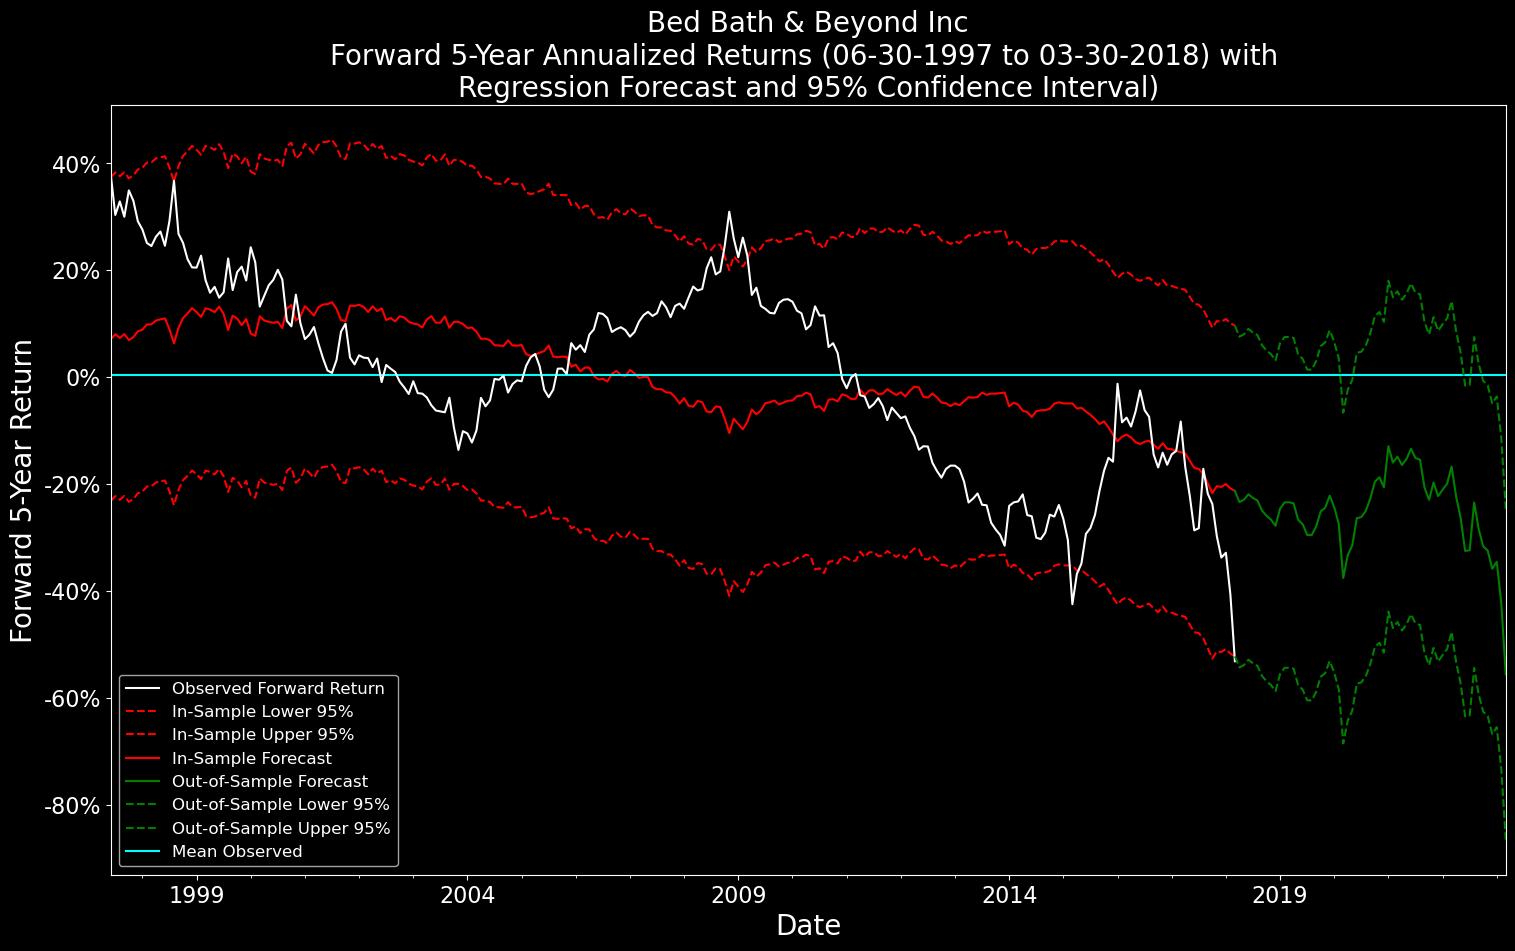 Bed Bath & Beyond Inc
Forward 5-Year Annualized Returns (06-30-1997 to 03-30-2018) with
Regression Forecast and 95% Confidence Interval)
Forward 5-Year Return
40%
20%
0%
-20%
-40%
-60%
-80%
Observed Forward Return
In-Sample Lower 95%
In-Sample Upper 95%
In-Sample Forecast
Out-of-Sample Forecast
Out-of-Sample Lower 95%
Out-of-Sample Upper 95%
Mean Observed
1999 2004 2009 2014 2019
Date